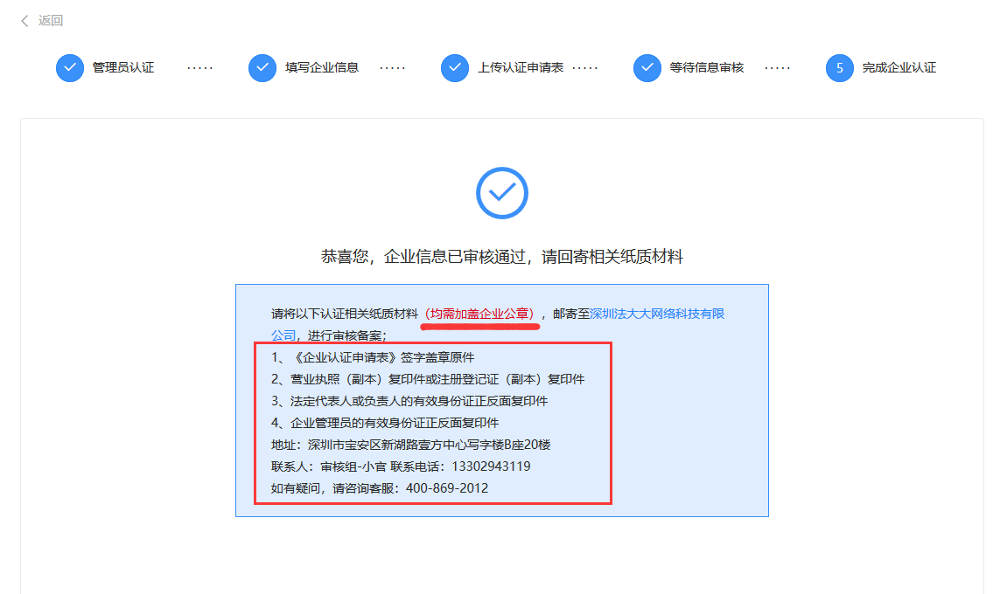 返回
管理员认证 ····· 填写企业信息 ····· 上传认证申请表 ····· 等待信息审核 ····· 5 完成企业认证
恭喜您，企业信息已审核通过，请回寄相关纸质材料
请将以下认证相关纸质材料（均需加盖企业公章），邮寄至深圳法大大网络科技有限
公司，进行审核备案；
1、《企业认证申请表》签字盖章原件
2、营业执照（副本）复印件或注册登记证（副本）复印件
3、法定代表人或负责人的有效身份证正反面复印件
4、企业管理员的有效身份证正反面复印件
地址：深圳市宝安区新湖路壹方中心写字楼B座20楼
联系人：审核组-小官 联系电话：13302943119
如有疑问，请咨询客服：400-869-2012